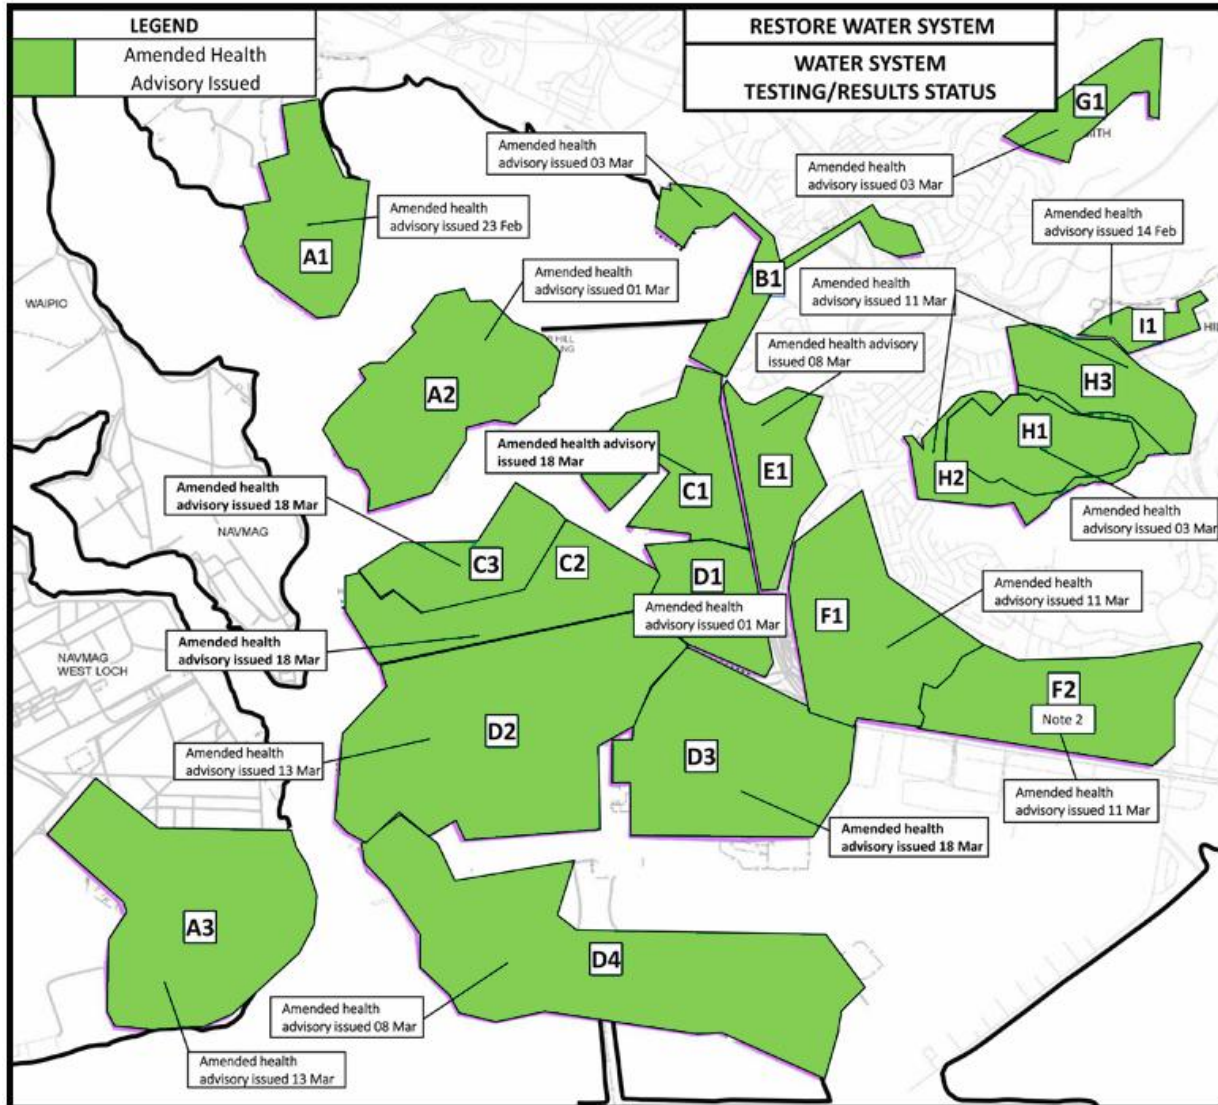 LEGEND
Amended Health
Advisory Issued
RESTORE WATER SYSTEM
WATER SYSTEM
TESTING/RESULTS STATUS
G1
Amended health
advisory issued 03 Mar
Amended health
advisory issued 03 Mar
Amended health
advisory issued 23 Feb
A1
Amended health
advisory issued 14 Feb
B1
Amended health
advisory issued 01 Mar
Amended health
advisory issued 11 Mar
WAIPIO
I1
Amended health advisory
issued 08 Mar
A2
H3
H1
Amended health advisory
issued 18 Mar
E1
H2
C1
Amended health
advisory issued 18 Mar
NAVMAG
Amended health
advisory issued 03 Mar
C3
C2
D1
Amended health
advisory issued 01 Mar
F1
Amended health
advisory issued 11 Mar
Amended health
advisory issued 18 Mar
NAVMAG
WEST LOCH
F2
Note 2
D2
D3
Amended health
advisory issued 13 Mar
Amended health
advisory issued 11 Mar
Amended health
advisory issued 18 Mar
A3
D4
Amended health
advisory issued 08 Mar
Amended health
advisory issued 13 Mar